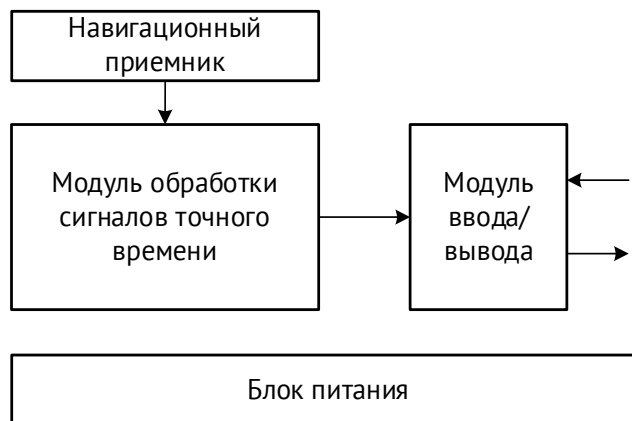 Навигационный
приемник
Модуль обработки
сигналов точного
времени
Модуль
ввода/
вывода
Блок питания